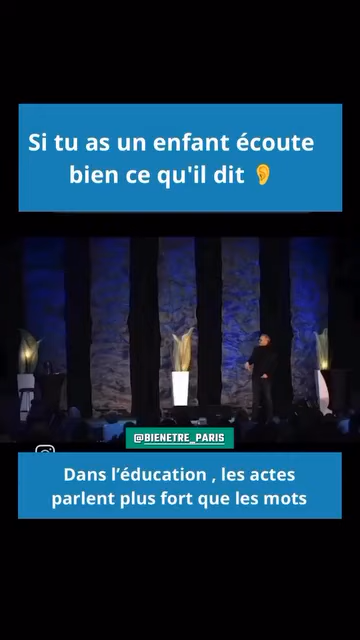 Si tu as un enfant écoute
bien ce qu'il dit 👂
@BIENETRE_PARIS
Dans l’éducation , les actes
parlent plus fort que les mots